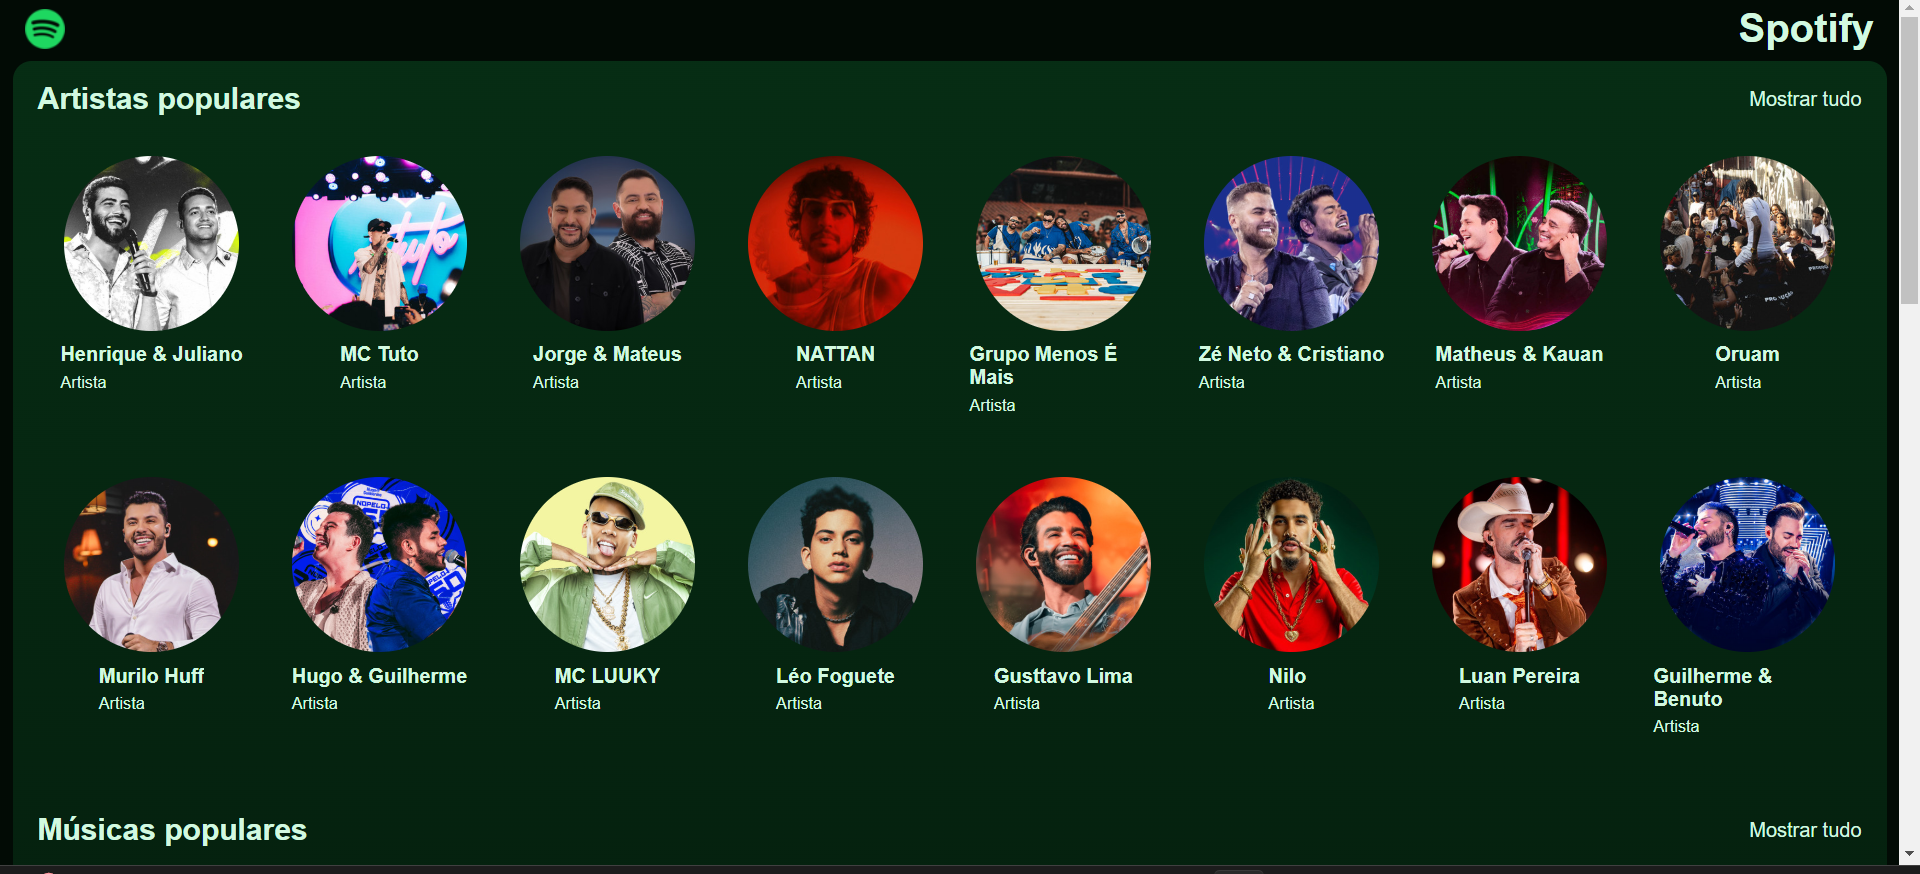 Spotify
Artistas populares
Mostrar tudo
Henrique & Juliano
Artista
MC Tuto
Artista
Jorge & Mateus
Artista
NATTAN
Artista
Grupo Menos É
Mais
Artista
Zé Neto & Cristiano
Artista
Matheus & Kauan
Artista
Oruam
Artista
Murilo Huff
Artista
Hugo & Guilherme
Artista
MC LUUKY
Artista
Léo Foguete
Artista
Gusttavo Lima
Artista
Nilo
Artista
Luan Pereira
Artista
Guilherme &
Benuto
Artista
Músicas populares
Mostrar tudo